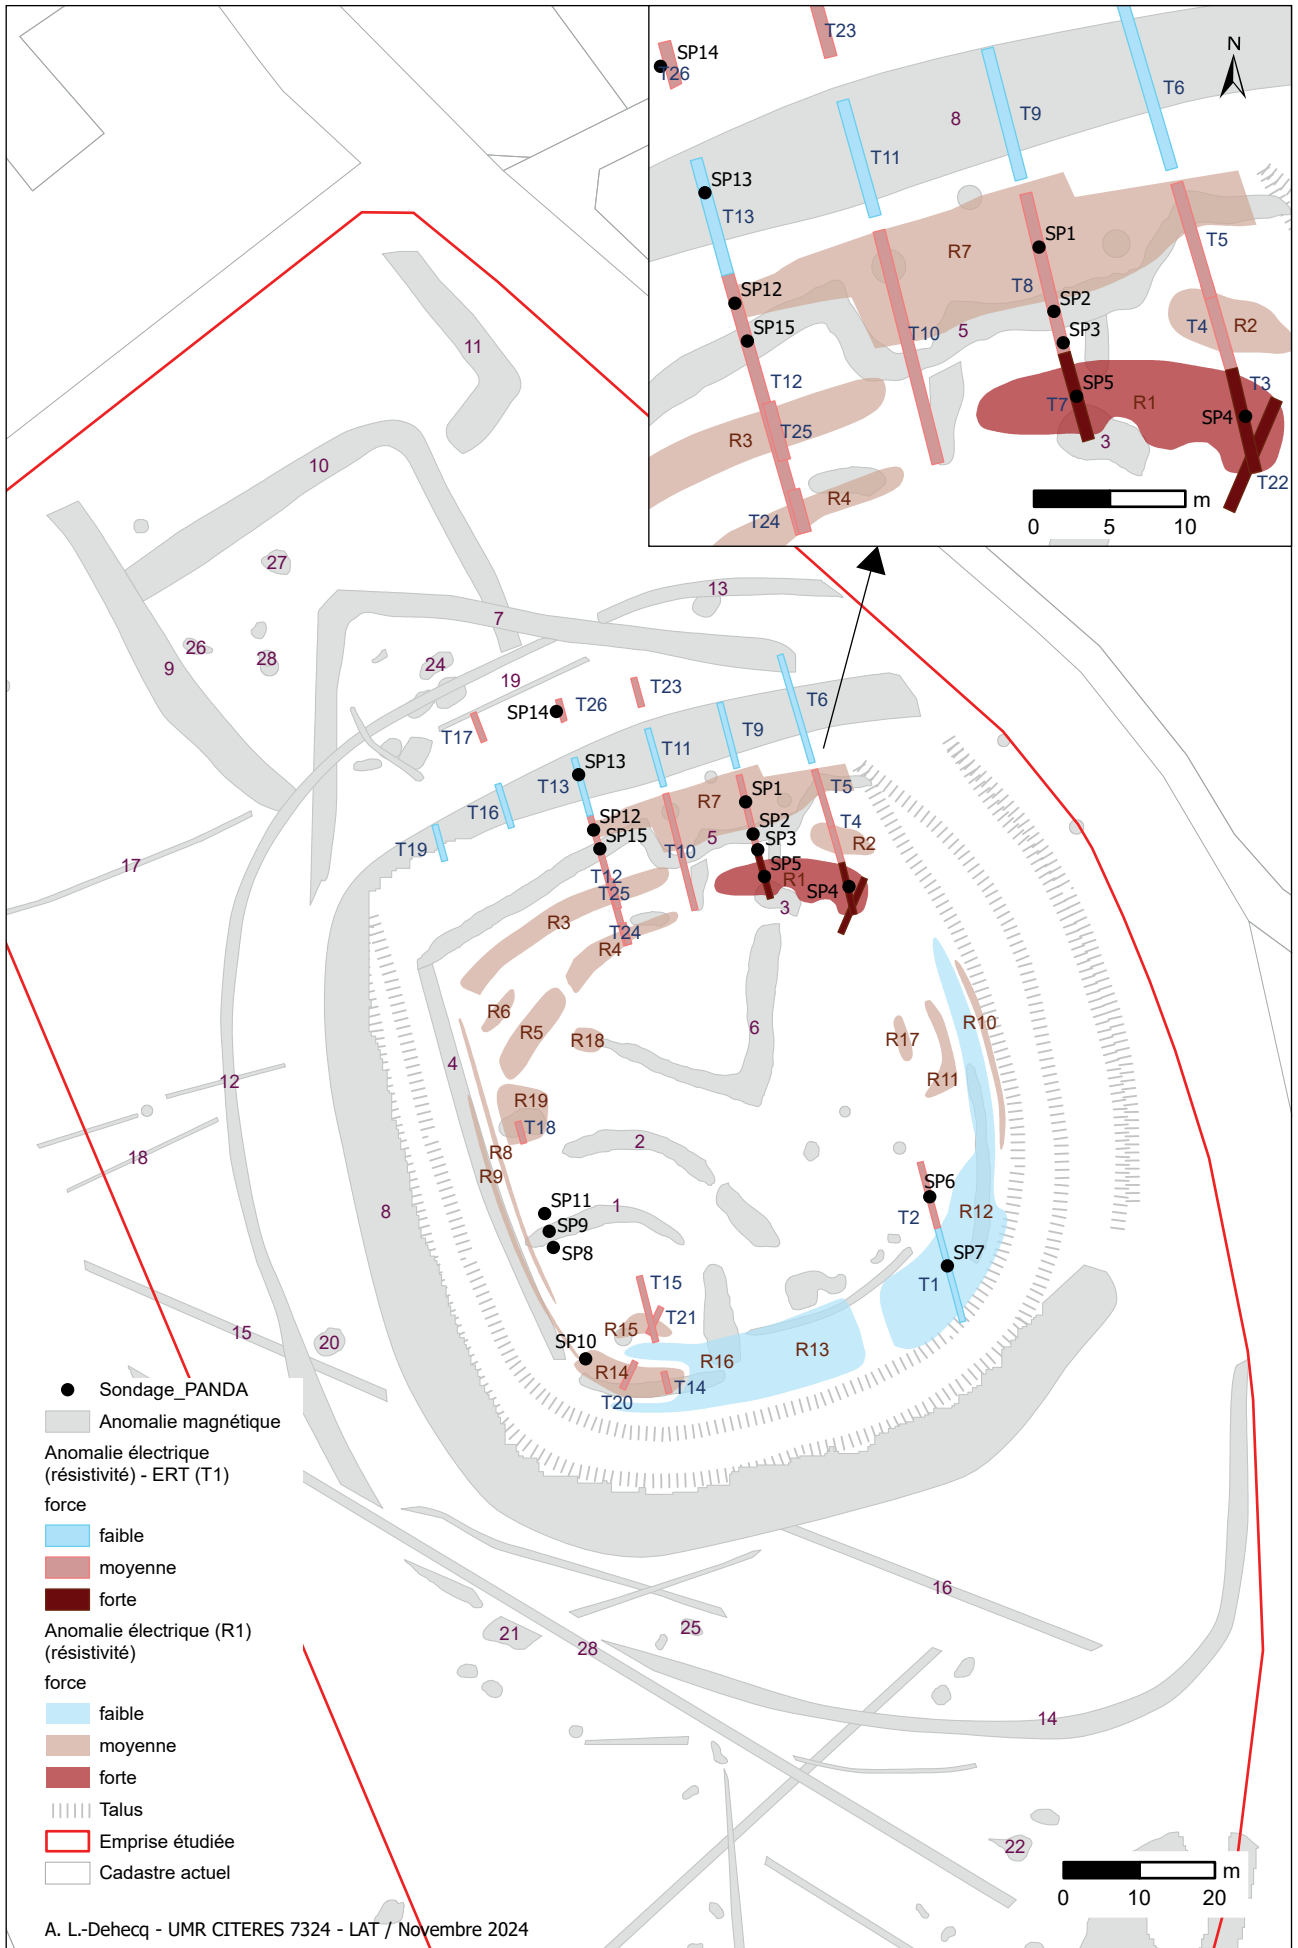 T23
SP14
T26
N
T6
T9
8
T11
SP13
T13
SP1
R7
T5
T8
SP2
SP12
SP15
SP3
5
T10
T4
R2
T12
SP5
T3
T7
R1
SP4
R3
T25
3
T22
R4
T24
m
0 5 10
11
10
27
13
7
26
28
24
9
19
T23
T26
SP14
T6
T17
T9
T11
SP13
T13
T5
T16
R7
SP1
SP12
SP2
T4
T19
SP15
5
SP3
R2
T10
17
SP5
T12
R1
T25
SP4
3
R3
T24
R4
R6
R5
R18
6
R17
R10
4
12
R11
R19
T18
2
R8
18
R9
SP6
SP11
1
T2
R12
8
SP9
SP8
SP7
T1
T15
T21
15
20
R15
SP10
R16
R13
R14
T14
T20
Sondage_PANDA
Anomalie magnétique
Anomalie électrique
(résistivité) - ERT (T1)
force
faible
moyenne
forte
Anomalie électrique (R1)
(résistivité)
force
faible
moyenne
forte
Talus
Emprise étudiée
Cadastre actuel
16
25
21
28
14
22
m
0 10 20
A. L.-Dehecq - UMR CITERES 7324 - LAT / Novembre 2024